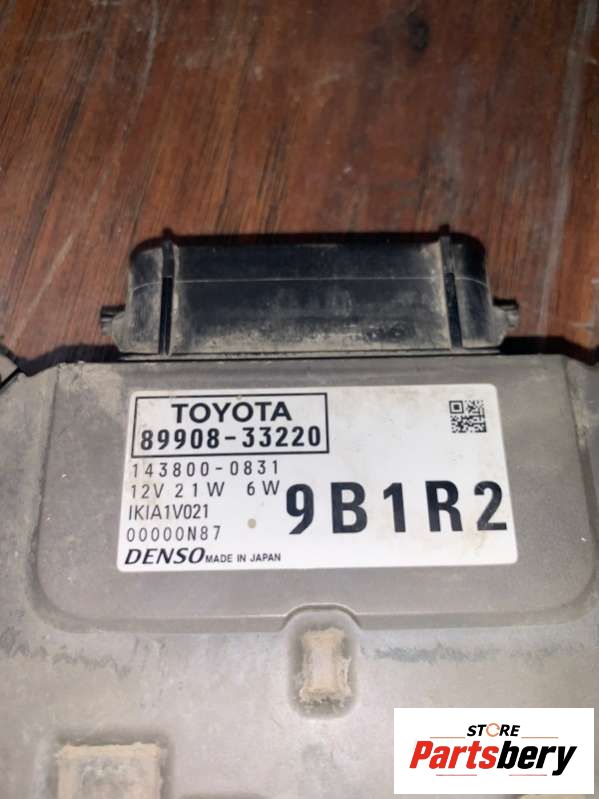 TOYOTA
89908-33220
143800-0831
12V 21W 6W
IKIA1V021
00000N87
9B1R2
DENSO MADE IN JAPAN
STORE
Partsbery